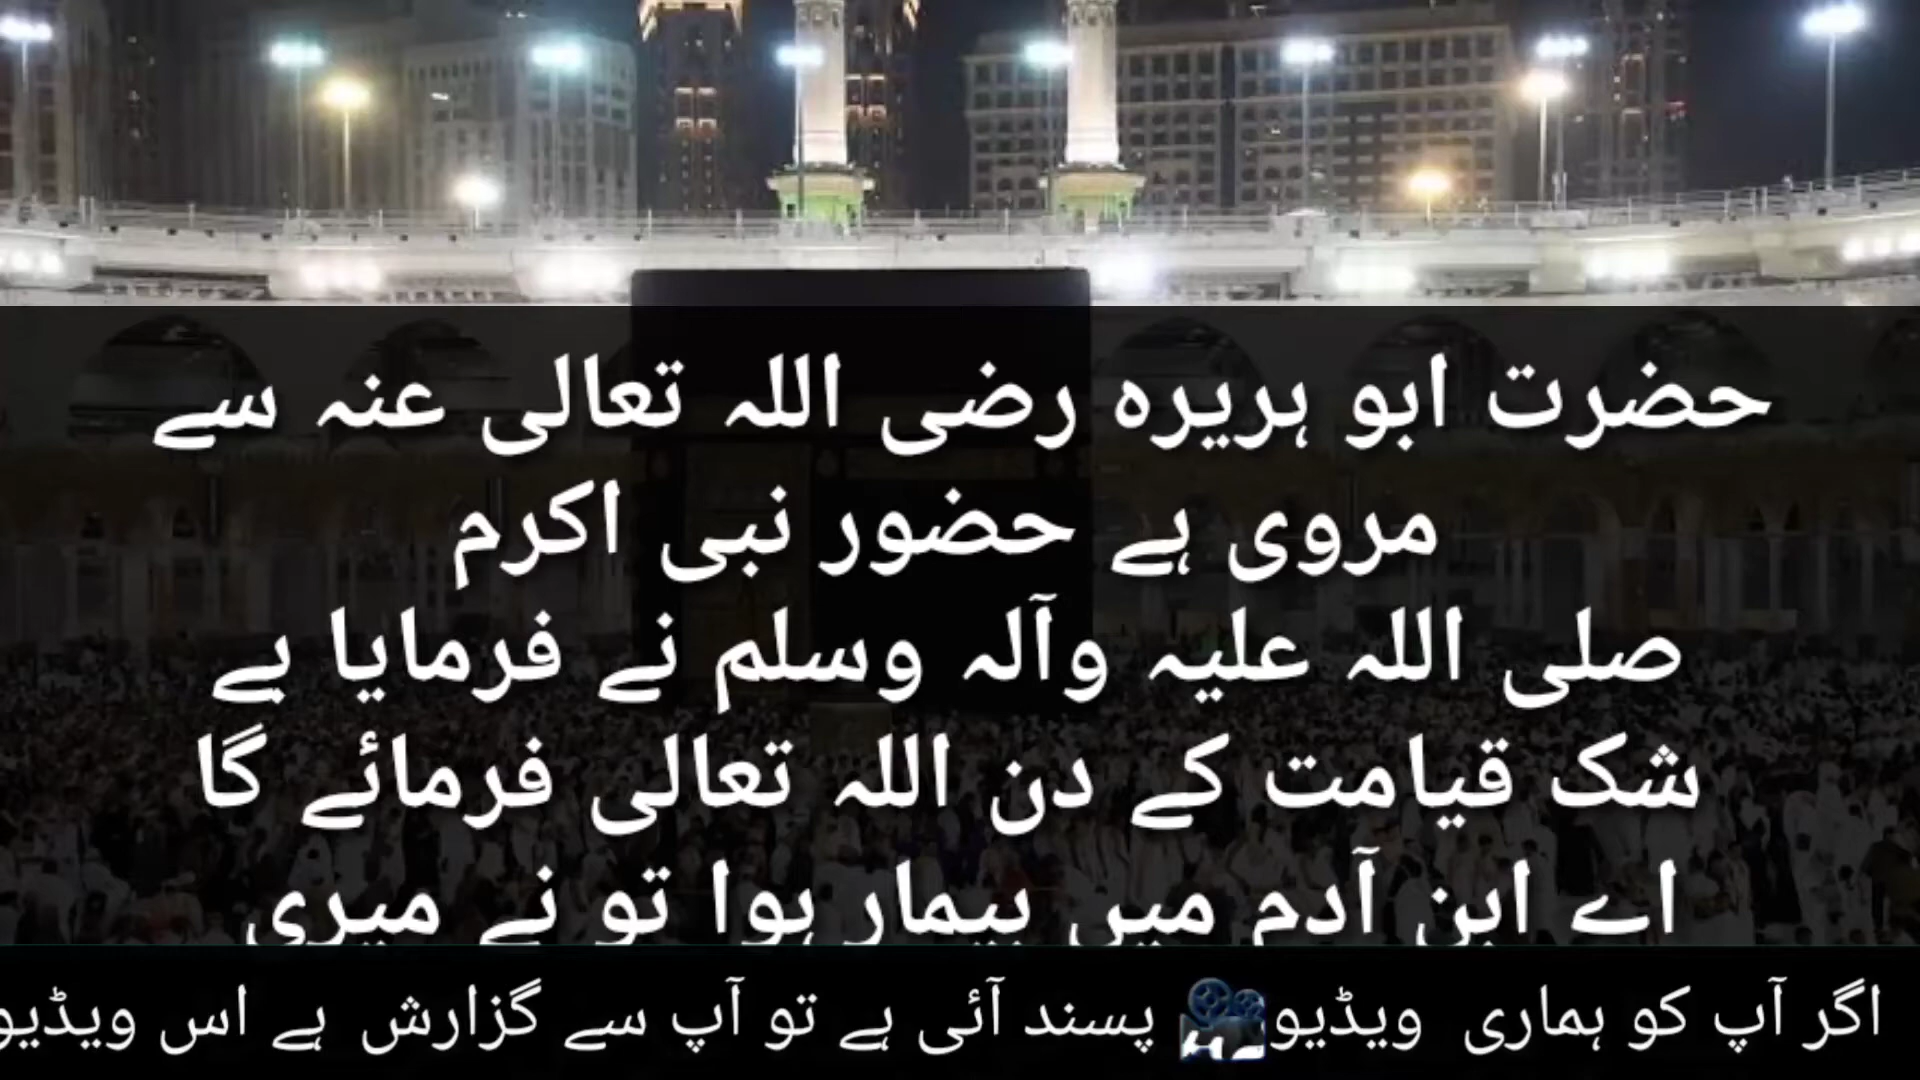 حضرت ابو ہریرہ رضی اللہ تعالی عنہ سے
مروی ہے حضور نبی اکرم
صلی اللہ علیہ وآلہ وسلم نے فرمایا بے
شک قیامت کے دن اللہ تعالی فرمائے گا
اے ابن آدم میں بیمار ہوا تو نے میری
اگر آپ کو ہماری ویڈیو🎥 پسند آئی ہے تو آپ سے گزارش ہے اس ویڈیو